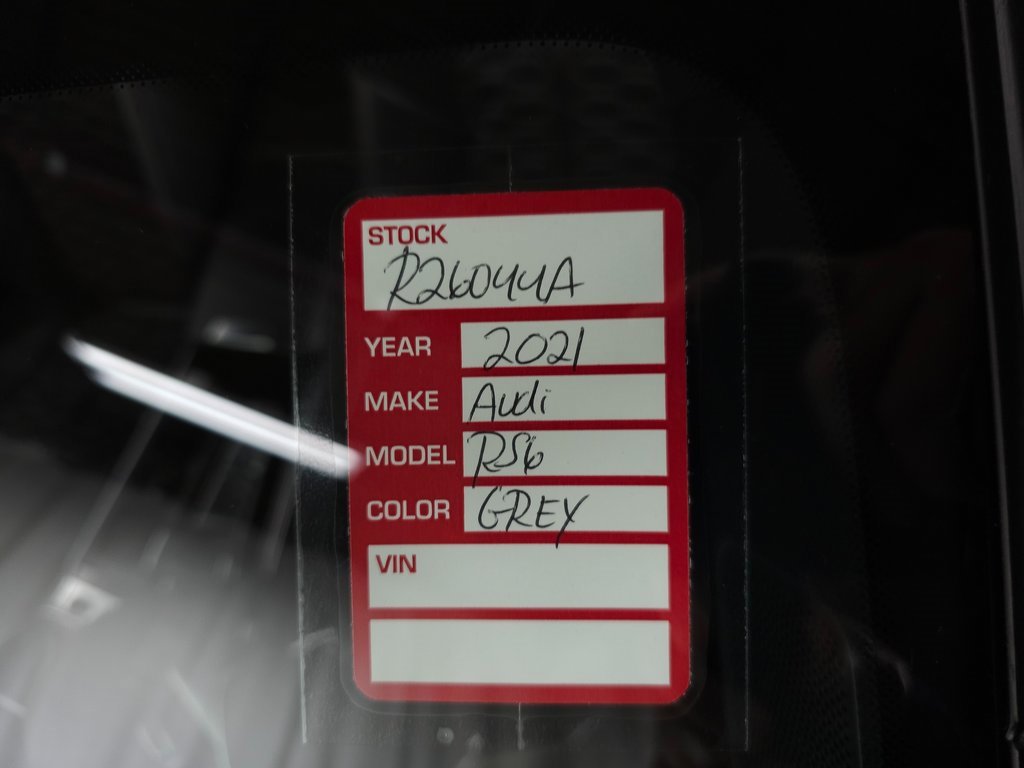 STOCK
R26044A
YEAR 2021
MAKE Audi
MODEL RS6
COLOR GREY
VIN